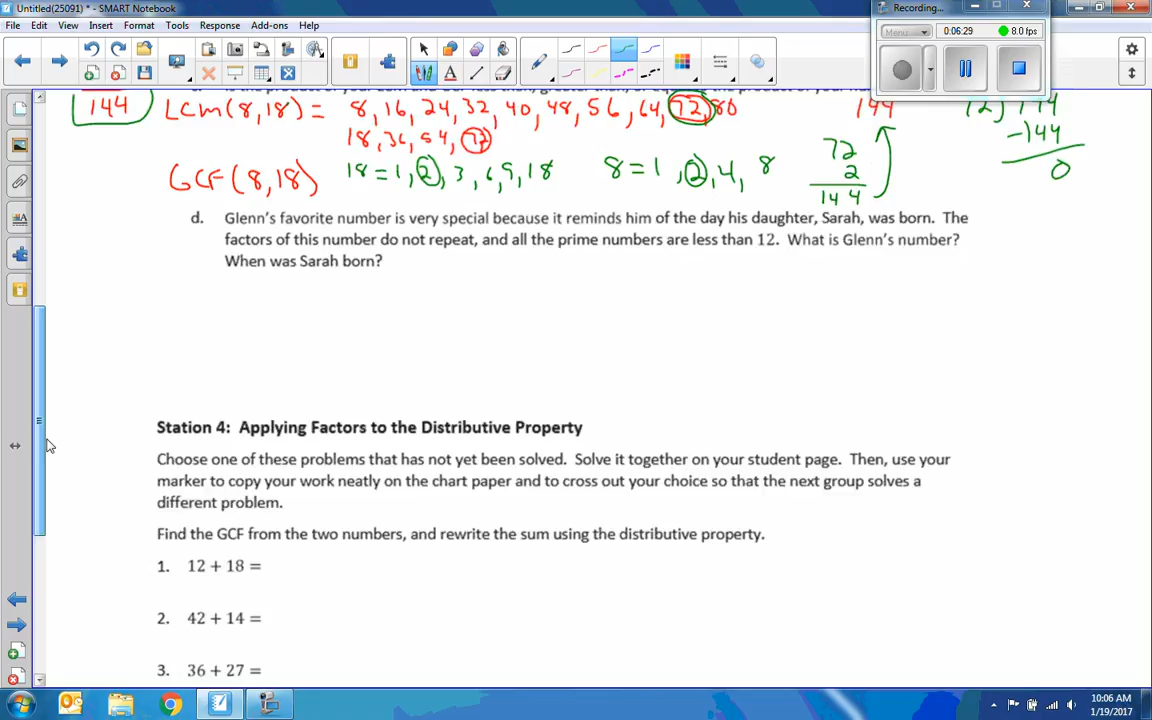 Untitled(25091) * - SMART Notebook
Recording...
File Edit View Insert Format Tools Response Add-ons Help
Menu 0:06:29 8.0 fps
144 LCM(8,18) = 8, 16, 24, 32, 40, 48, 56, 64, 72, 80 144 12) 144
18, 36, 54, 72 72 -144
GCF(8,18) 18 = 1, 2, 3, 6, 9, 18 8 = 1, 2, 4, 8 2 0
144
d. Glenn's favorite number is very special because it reminds him of the day his daughter, Sarah, was born. The
factors of this number do not repeat, and all the prime numbers are less than 12. What is Glenn's number?
When was Sarah born?
Station 4: Applying Factors to the Distributive Property
Choose one of these problems that has not yet been solved. Solve it together on your student page. Then, use your
marker to copy your work neatly on the chart paper and to cross out your choice so that the next group solves a
different problem.
Find the GCF from the two numbers, and rewrite the sum using the distributive property.
1. 12 + 18 =
2. 42 + 14 =
3. 36 + 27 =
10:06 AM
1/19/2017